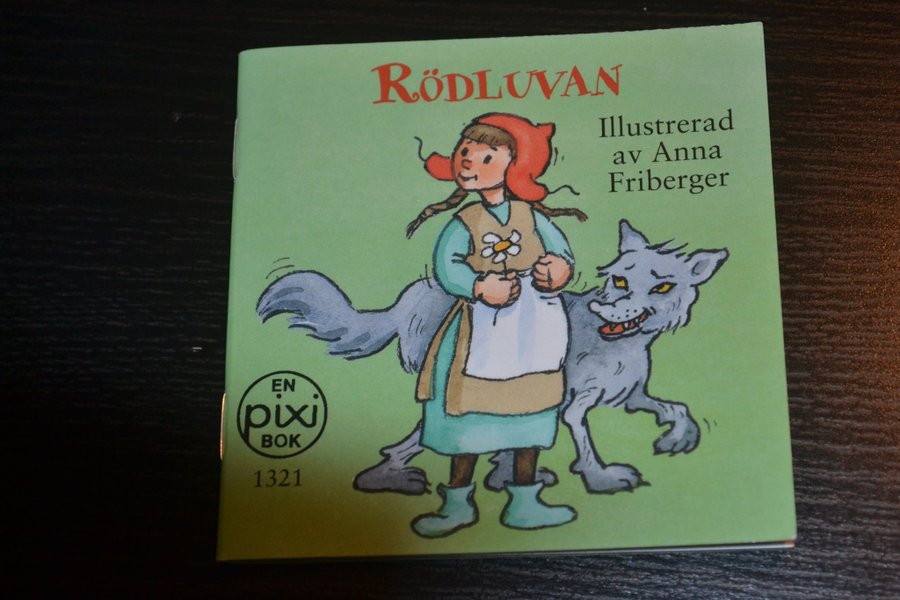 RÖDLUVAN
Illustrerad
av Anna
Friberger
EN
pixi
BOK
1321